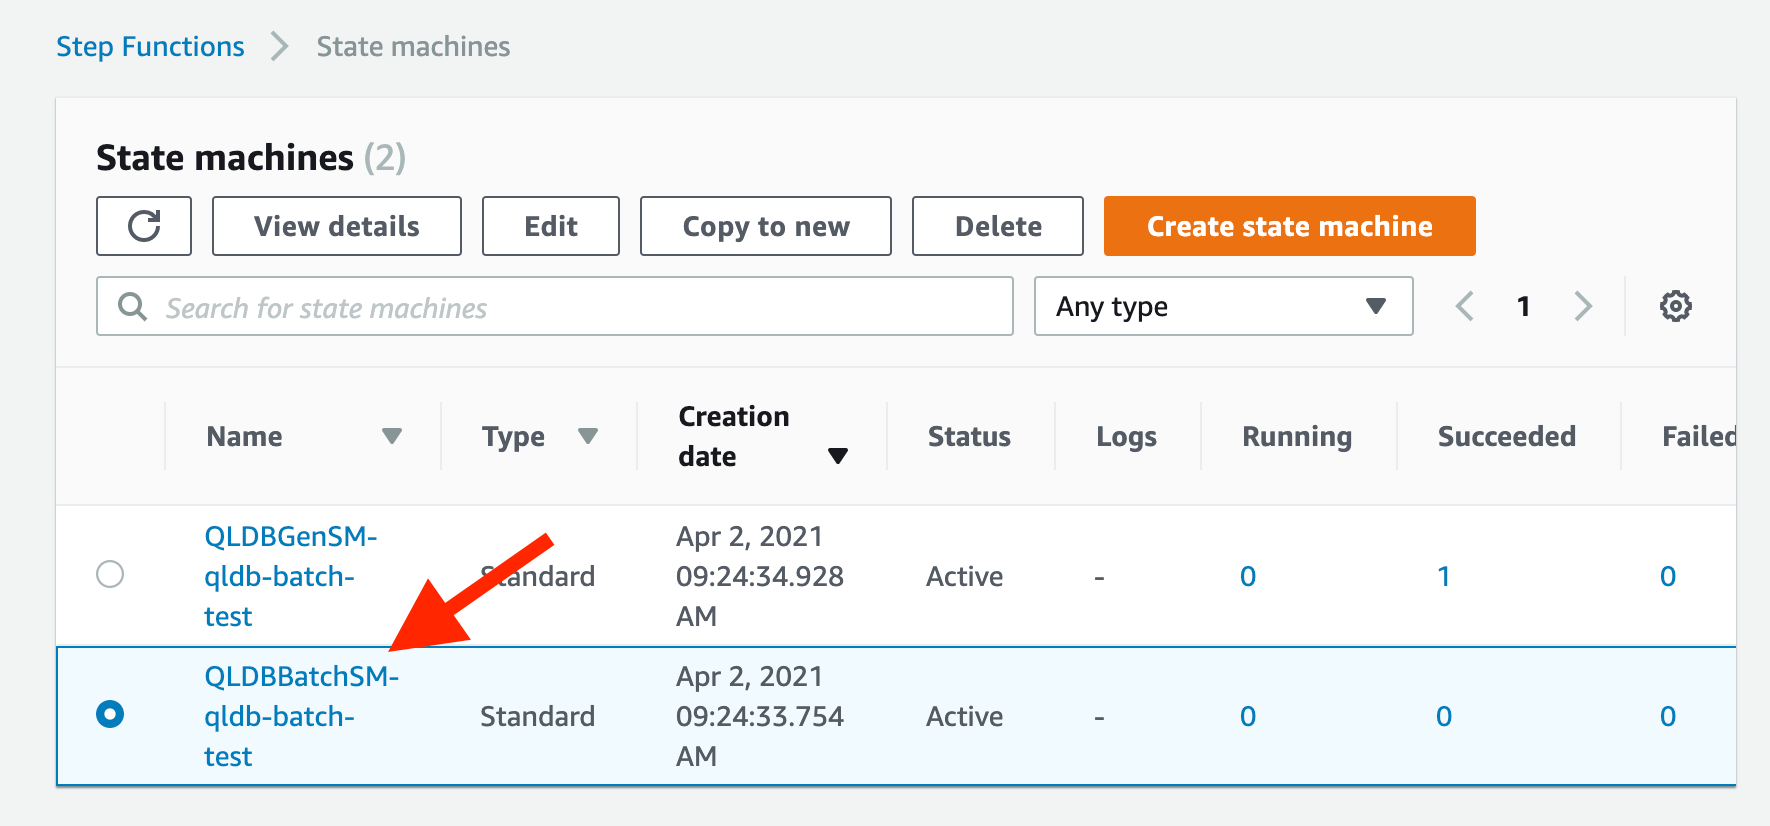 Step Functions > State machines
State machines (2)
View details Edit Copy to new Delete Create state machine
Search for state machines Any type 1
Name Type Creation date Status Logs Running Succeeded Failed
QLDBGenSM-qldb-batch-test Standard Apr 2, 2021 09:24:34.928 AM Active - 0 1 0
QLDBBatchSM-qldb-batch-test Standard Apr 2, 2021 09:24:33.754 AM Active - 0 0 0